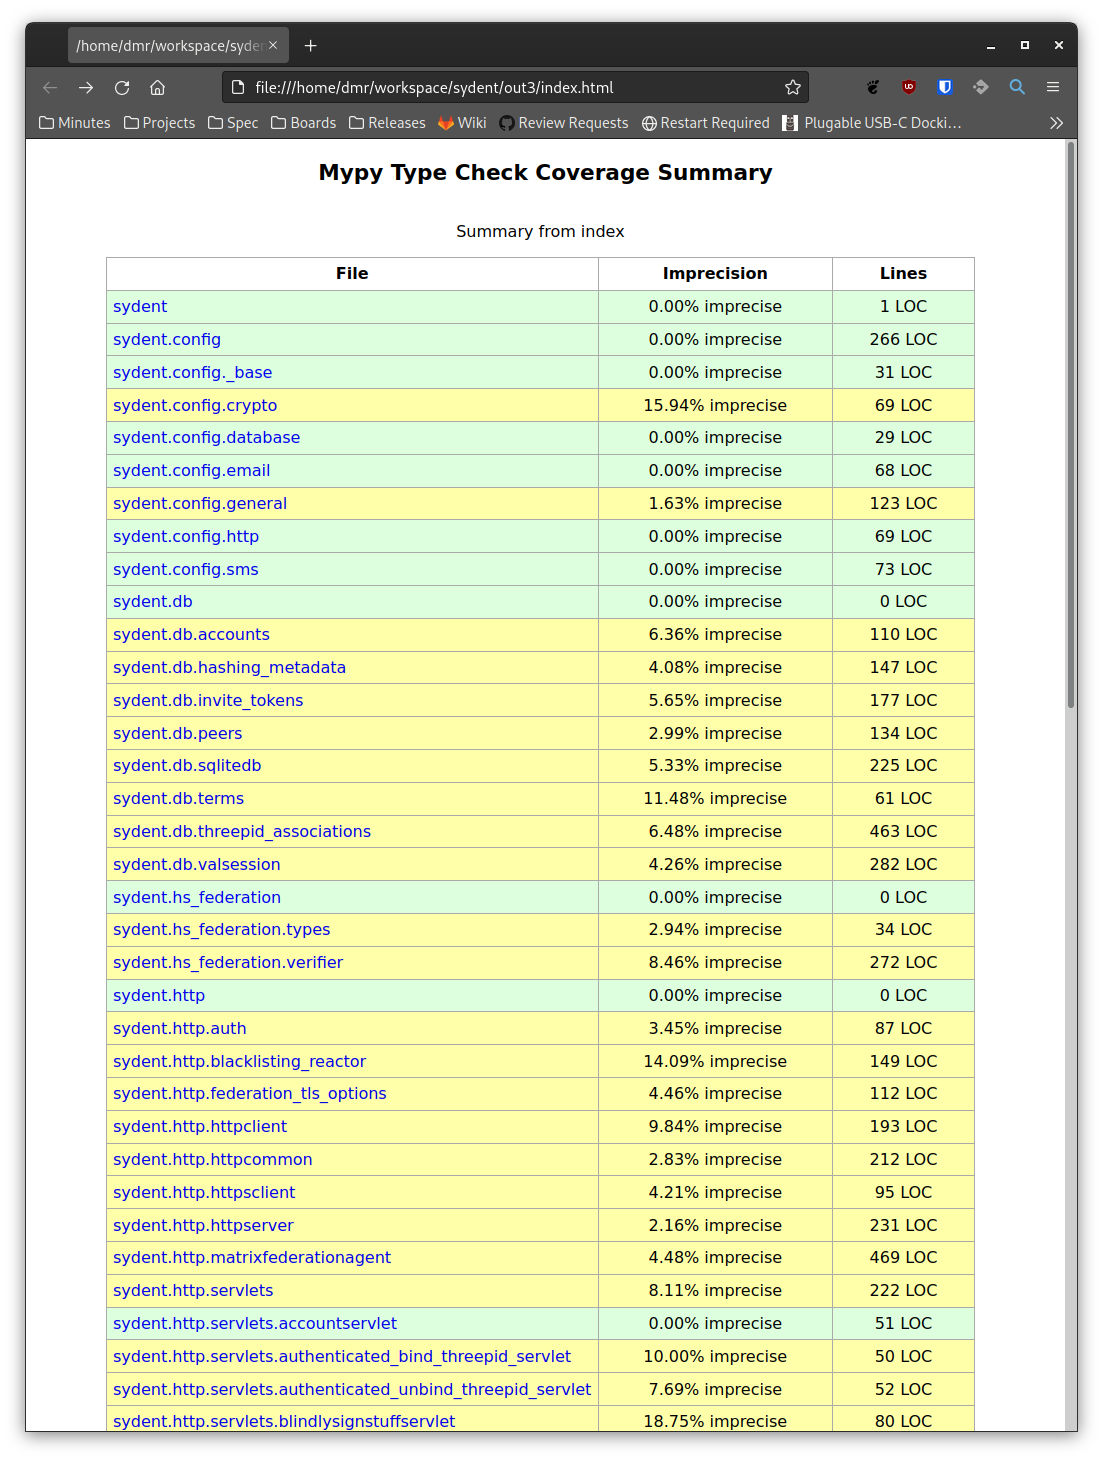 /home/dmr/workspace/syde
file:///home/dmr/workspace/sydent/out3/index.html
Minutes Projects Spec Boards Releases Wiki Review Requests Restart Required Plugable USB-C Docki…
Mypy Type Check Coverage Summary
Summary from index
File Imprecision Lines
sydent 0.00% imprecise 1 LOC
sydent.config 0.00% imprecise 266 LOC
sydent.config._base 0.00% imprecise 31 LOC
sydent.config.crypto 15.94% imprecise 69 LOC
sydent.config.database 0.00% imprecise 29 LOC
sydent.config.email 0.00% imprecise 68 LOC
sydent.config.general 1.63% imprecise 123 LOC
sydent.config.http 0.00% imprecise 69 LOC
sydent.config.sms 0.00% imprecise 73 LOC
sydent.db 0.00% imprecise 0 LOC
sydent.db.accounts 6.36% imprecise 110 LOC
sydent.db.hashing_metadata 4.08% imprecise 147 LOC
sydent.db.invite_tokens 5.65% imprecise 177 LOC
sydent.db.peers 2.99% imprecise 134 LOC
sydent.db.sqlitedb 5.33% imprecise 225 LOC
sydent.db.terms 11.48% imprecise 61 LOC
sydent.db.threepid_associations 6.48% imprecise 463 LOC
sydent.db.valsession 4.26% imprecise 282 LOC
sydent.hs_federation 0.00% imprecise 0 LOC
sydent.hs_federation.types 2.94% imprecise 34 LOC
sydent.hs_federation.verifier 8.46% imprecise 272 LOC
sydent.http 0.00% imprecise 0 LOC
sydent.http.auth 3.45% imprecise 87 LOC
sydent.http.blacklisting_reactor 14.09% imprecise 149 LOC
sydent.http.federation_tls_options 4.46% imprecise 112 LOC
sydent.http.httpclient 9.84% imprecise 193 LOC
sydent.http.httpcommon 2.83% imprecise 212 LOC
sydent.http.httpsclient 4.21% imprecise 95 LOC
sydent.http.httpserver 2.16% imprecise 231 LOC
sydent.http.matrixfederationagent 4.48% imprecise 469 LOC
sydent.http.servlets 8.11% imprecise 222 LOC
sydent.http.servlets.accountservlet 0.00% imprecise 51 LOC
sydent.http.servlets.authenticated_bind_threepid_servlet 10.00% imprecise 50 LOC
sydent.http.servlets.authenticated_unbind_threepid_servlet 7.69% imprecise 52 LOC
sydent.http.servlets.blindlysignstuffservlet 18.75% imprecise 80 LOC